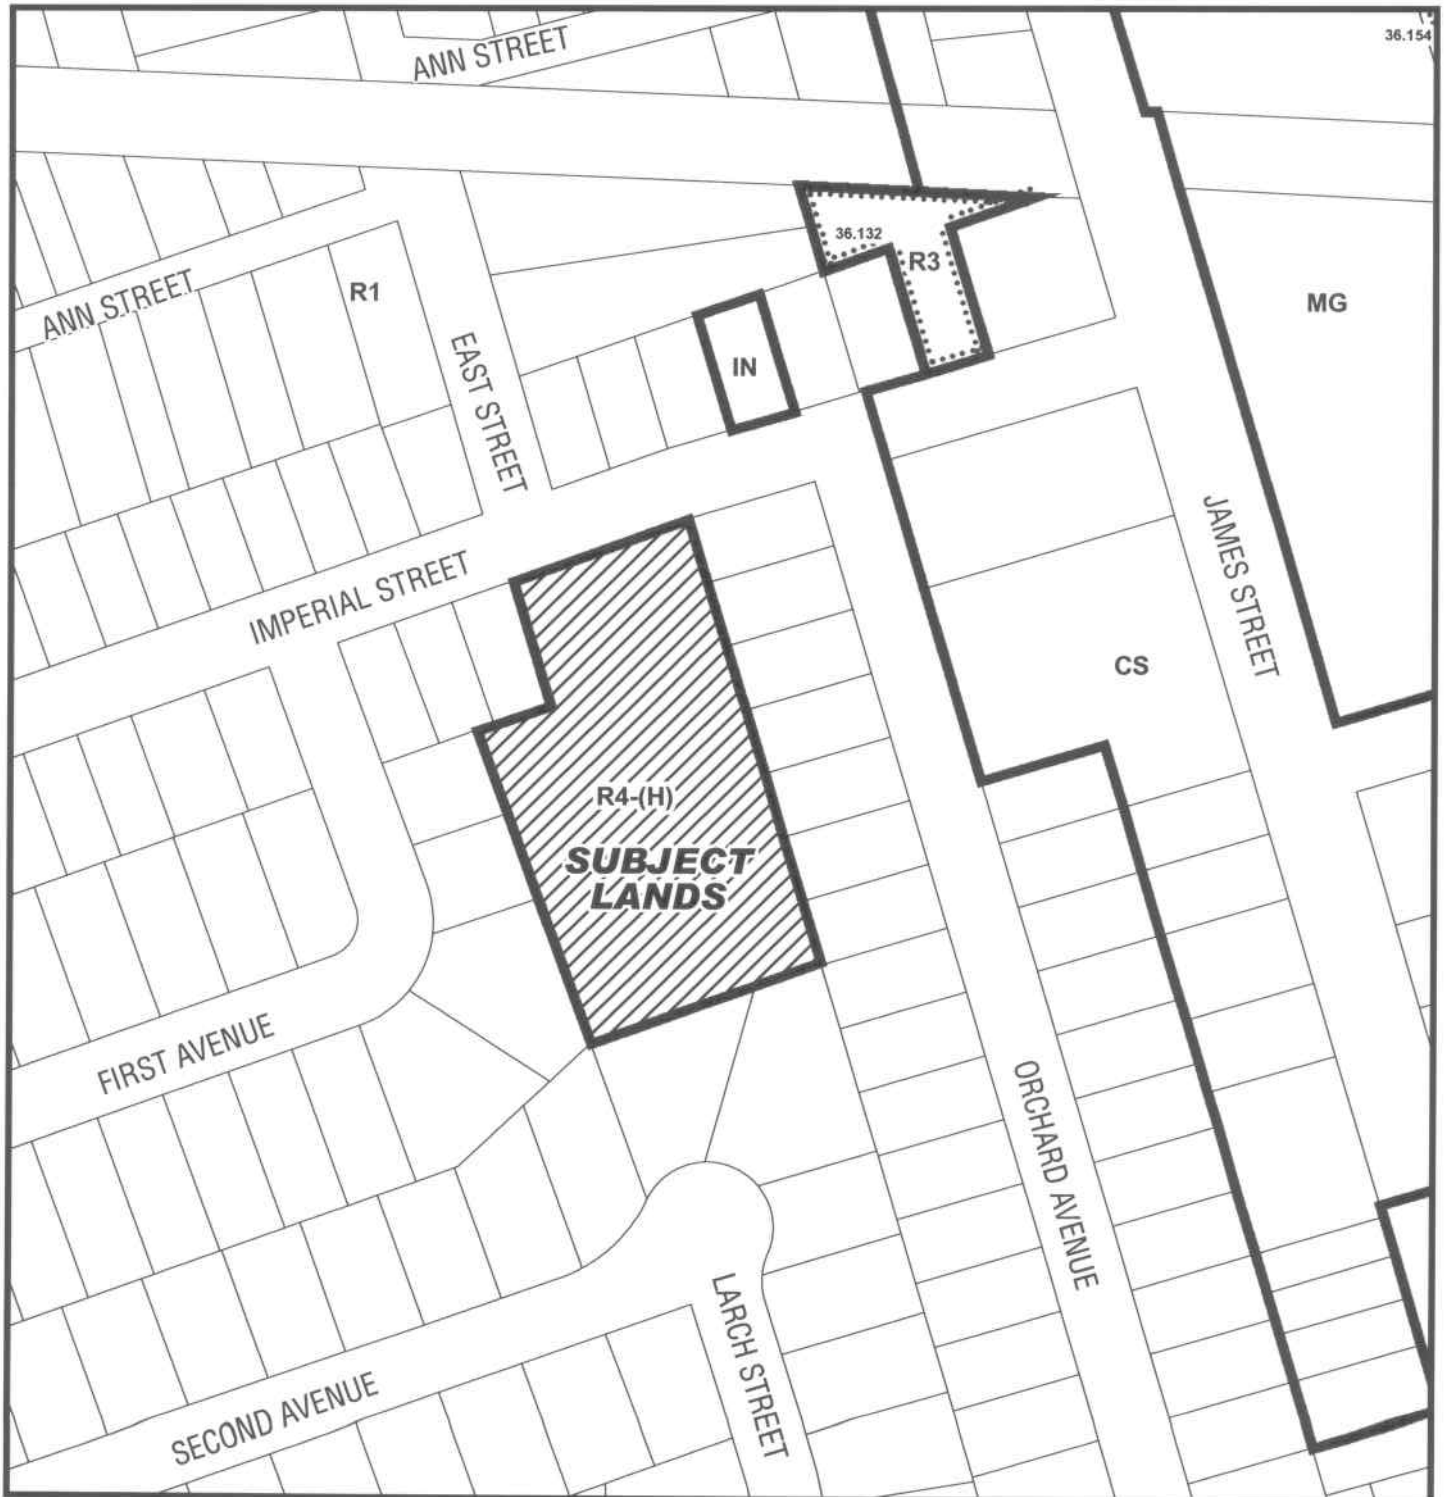 ANN STREET
36.154
36.132
R3
ANN STREET
R1
MG
EAST STREET
IN
JAMES STREET
IMPERIAL STREET
CS
R4-(H)
SUBJECT
LANDS
FIRST AVENUE
ORCHARD AVENUE
LARCH STREET
SECOND AVENUE